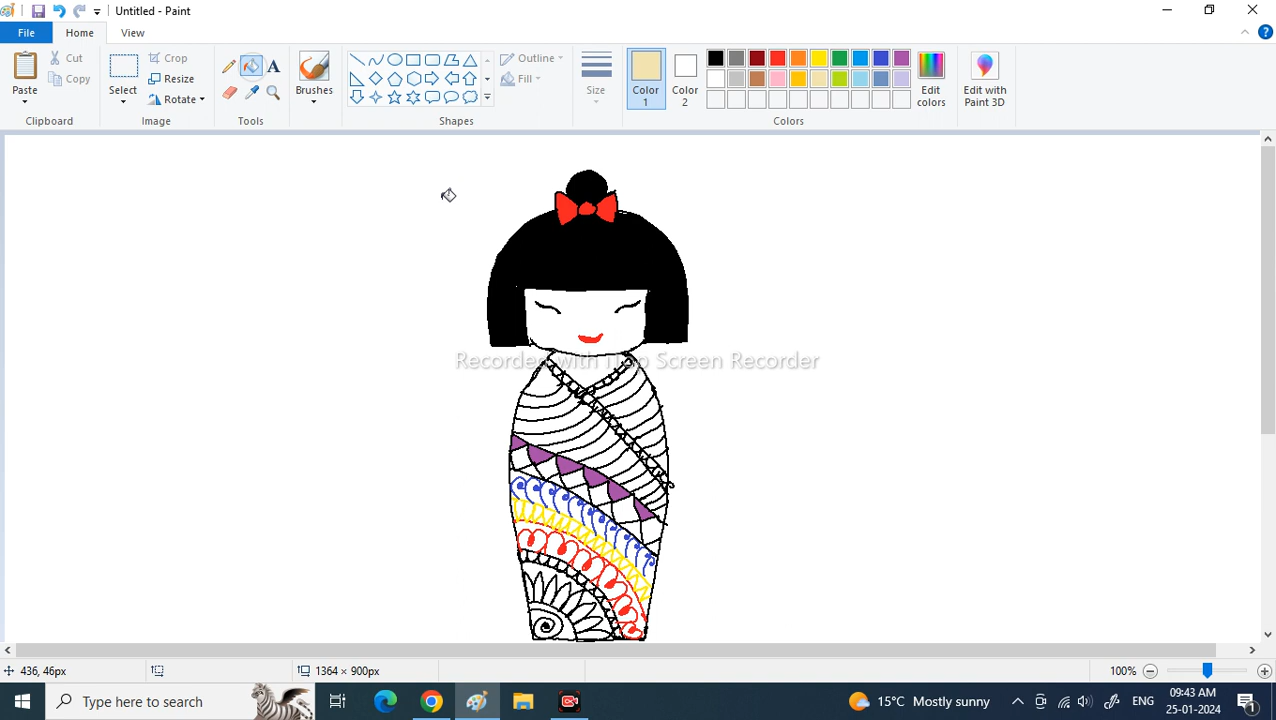 Untitled - Paint
File
Home
View
Paste
Cut
Copy
Clipboard
Select
Crop
Resize
Rotate
Image
Tools
Brushes
Outline
Fill
Shapes
Size
Color
1
Color
2
Edit
colors
Edit with
Paint 3D
Colors
Recorded with iTop Screen Recorder
436, 46px
1364 × 900px
100%
Type here to search
15°C Mostly sunny
ENG
09:43 AM
25-01-2024
1